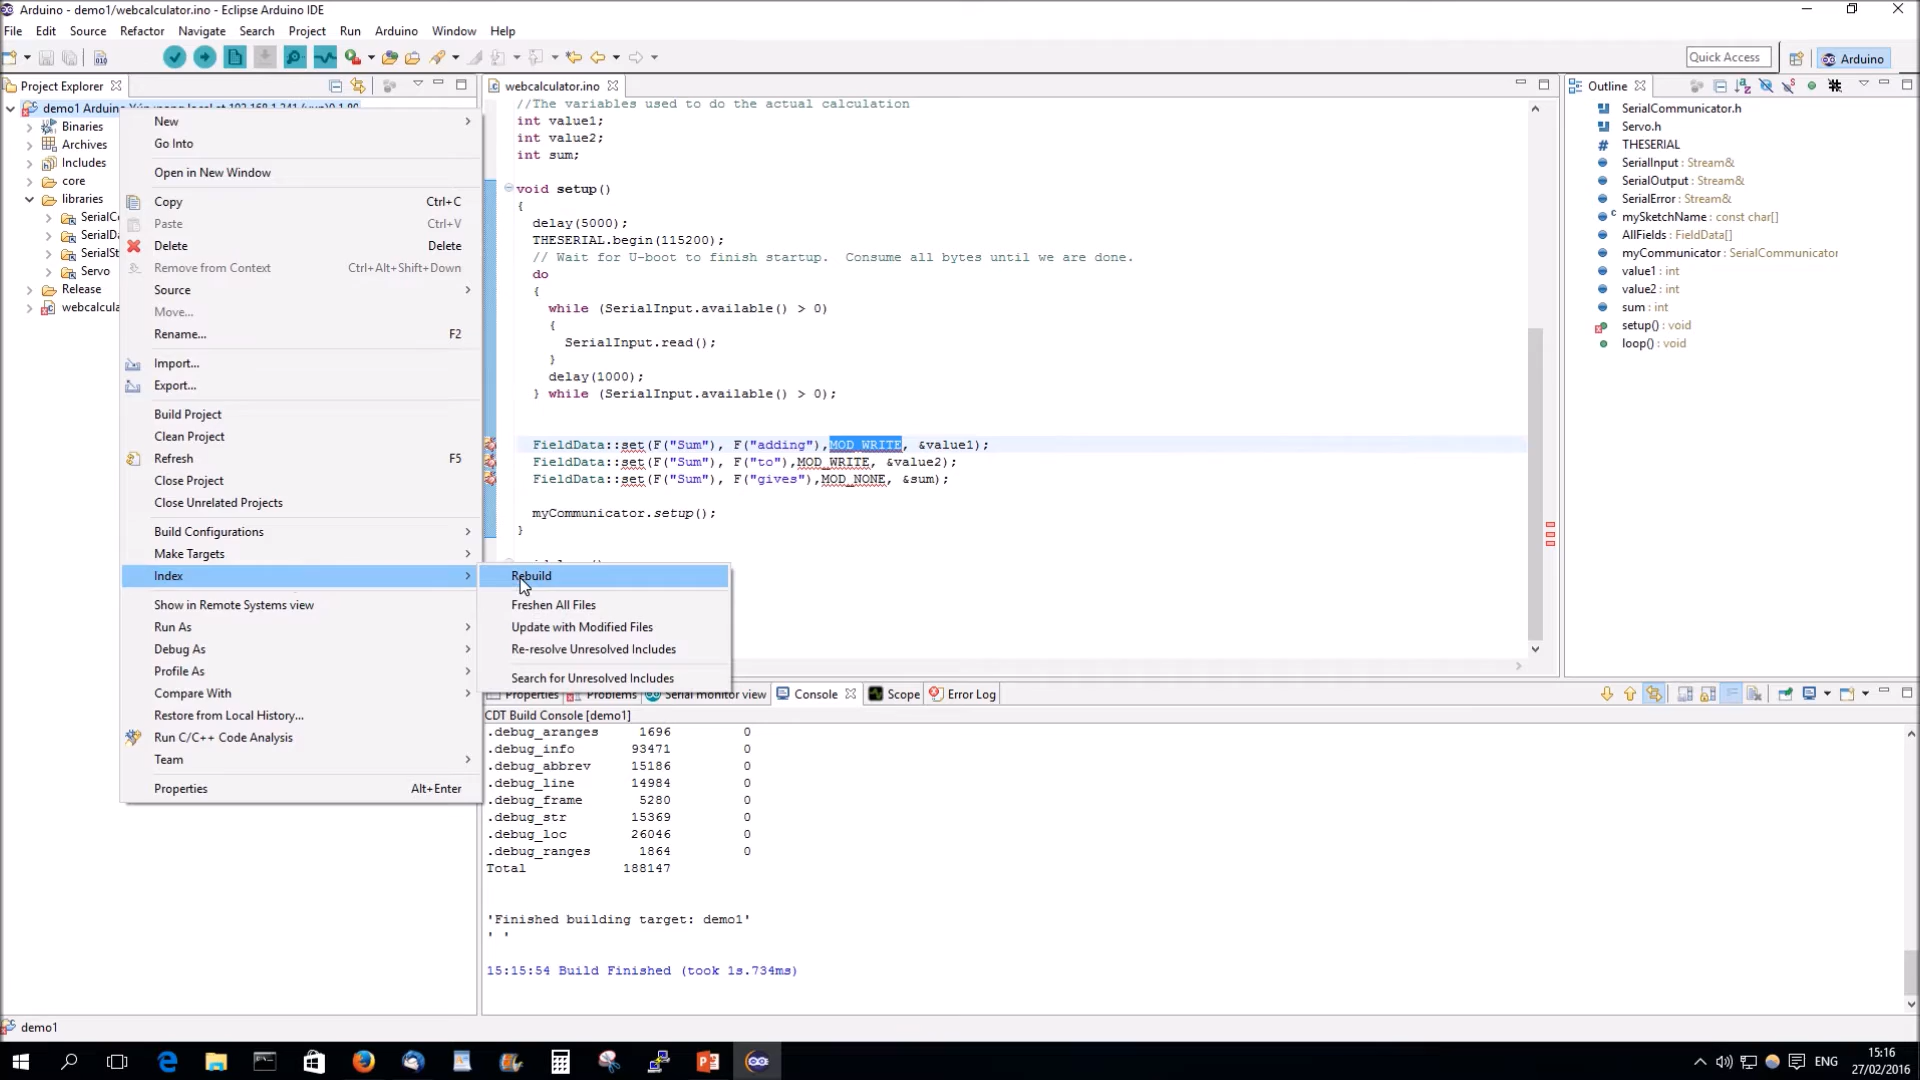 Arduino - demo1/webcalculator.ino - Eclipse Arduino IDE
File Edit Source Refactor Navigate Search Project Run Arduino Window Help
Quick Access
Arduino
Project Explorer
demo1 Arduino
Binaries
Archives
Includes
core
libraries
SerialC
SerialDa
SerialSt
Servo
Release
webcalcula
New
Go Into
Open in New Window
Copy Ctrl+C
Paste Ctrl+V
Delete Delete
Remove from Context Ctrl+Alt+Shift+Down
Source
Move...
Rename... F2
Import...
Export...
Build Project
Clean Project
Refresh F5
Close Project
Close Unrelated Projects
Build Configurations
Make Targets
Index
Show in Remote Systems view
Run As
Debug As
Profile As
Compare With
Restore from Local History...
Run C/C++ Code Analysis
Team
Properties Alt+Enter
Rebuild
Freshen All Files
Update with Modified Files
Re-resolve Unresolved Includes
Search for Unresolved Includes
webcalculator.ino
//The variables used to do the actual calculation
int value1;
int value2;
int sum;
void setup()
{
delay(5000);
THESERIAL.begin(115200);
// Wait for U-boot to finish startup.  Consume all bytes until we are done.
do
{
while (SerialInput.available() > 0)
{
SerialInput.read();
}
delay(1000);
} while (SerialInput.available() > 0);
FieldData::set(F("Sum"), F("adding"),MOD_WRITE, &value1);
FieldData::set(F("Sum"), F("to"),MOD_WRITE, &value2);
FieldData::set(F("Sum"), F("gives"),MOD_NONE, &sum);
myCommunicator.setup();
}
Outline
SerialCommunicator.h
Servo.h
THESERIAL
SerialInput : Stream&
SerialOutput : Stream&
SerialError : Stream&
mySketchName : const char[]
AllFields : FieldData[]
myCommunicator : SerialCommunicator
value1 : int
value2 : int
sum : int
setup() : void
loop() : void
Properties Problems Serial monitor view Console Scope Error Log
CDT Build Console [demo1]
.debug_aranges 1696 0
.debug_info 93471 0
.debug_abbrev 15186 0
.debug_line 14984 0
.debug_frame 5280 0
.debug_str 15369 0
.debug_loc 26046 0
.debug_ranges 1864 0
Total 188147
'Finished building target: demo1'
' '
15:15:54 Build Finished (took 1s.734ms)
demo1
ENG
15:16
27/02/2016